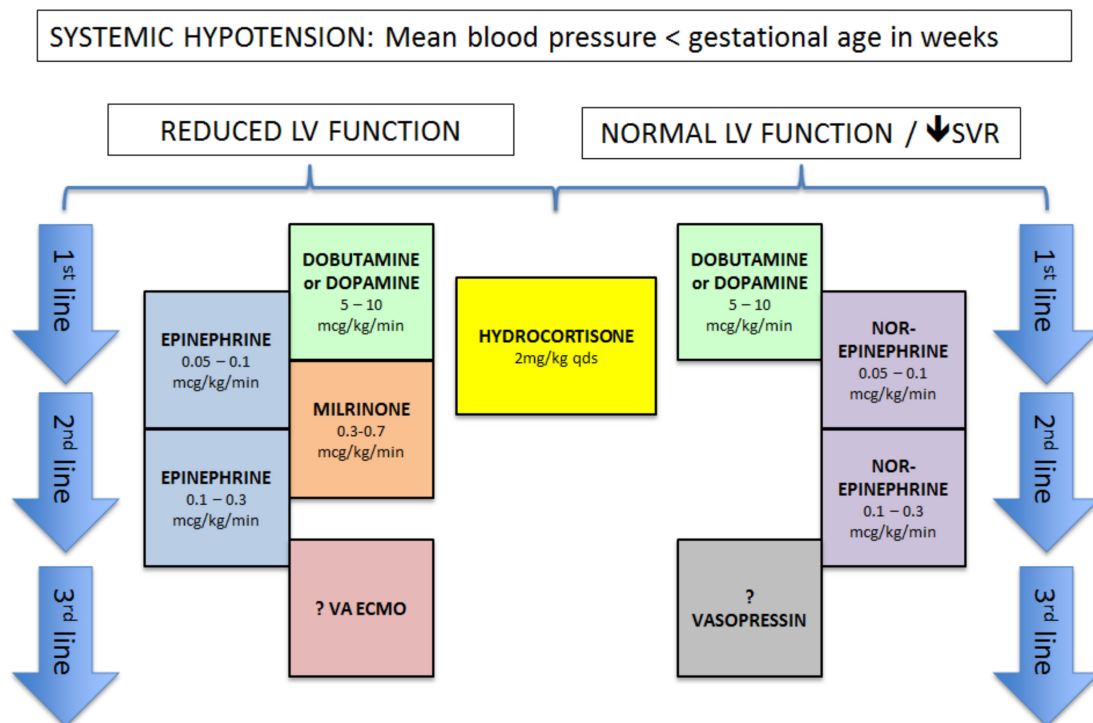 SYSTEMIC HYPOTENSION: Mean blood pressure < gestational age in weeks
REDUCED LV FUNCTION
NORMAL LV FUNCTION / 🡇SVR
1st line
2nd line
3rd line
EPINEPHRINE
0.05 – 0.1
mcg/kg/min
EPINEPHRINE
0.1 – 0.3
mcg/kg/min
DOBUTAMINE
or DOPAMINE
5 – 10
mcg/kg/min
MILRINONE
0.3-0.7
mcg/kg/min
? VA ECMO
HYDROCORTISONE
2mg/kg qds
DOBUTAMINE
or DOPAMINE
5 – 10
mcg/kg/min
?
VASOPRESSIN
NOR-
EPINEPHRINE
0.05 – 0.1
mcg/kg/min
NOR-
EPINEPHRINE
0.1 – 0.3
mcg/kg/min
1st line
2nd line
3rd line